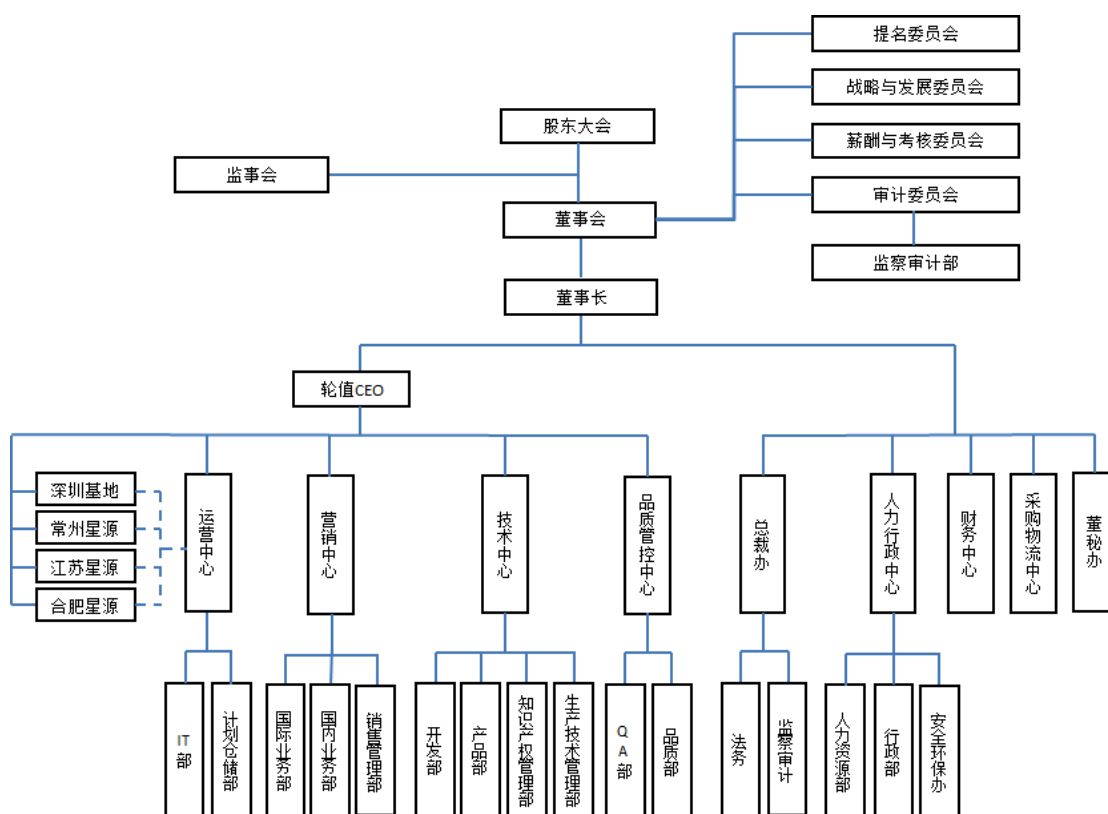 提名委员会
战略与发展委员会
股东大会
薪酬与考核委员会
监事会
审计委员会
董事会
监察审计部
董事长
轮值CEO
深圳基地
常州星源
江苏星源
合肥星源
运营中心
营销中心
技术中心
品质管控中心
总裁办
人力行政中心
财务中心
采购物流中心
董秘办
IT部
计划仓储部
国际业务部
国内业务部
销售管理部
开发部
产品部
知识产权管理部
生产技术管理部
QA部
品质部
法务
监察审计
人力资源部
行政部
安全环保办